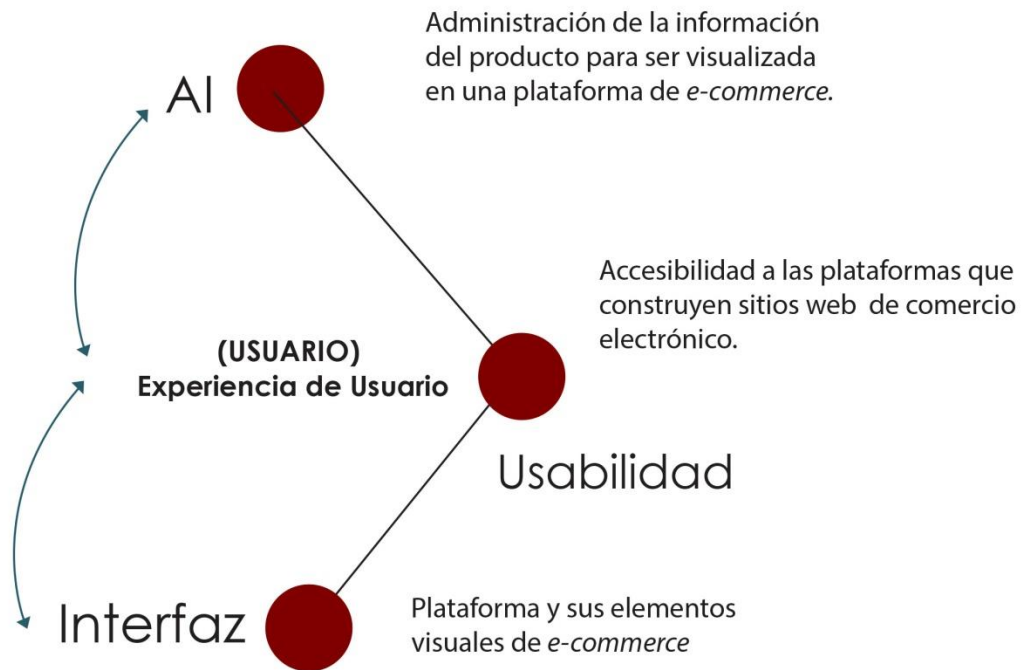 Administración de la información
del producto para ser visualizada
en una plataforma de e-commerce.
AI
Accesibilidad a las plataformas que
construyen sitios web de comercio
electrónico.
(USUARIO)
Experiencia de Usuario
Usabilidad
Interfaz
Plataforma y sus elementos
visuales de e-commerce